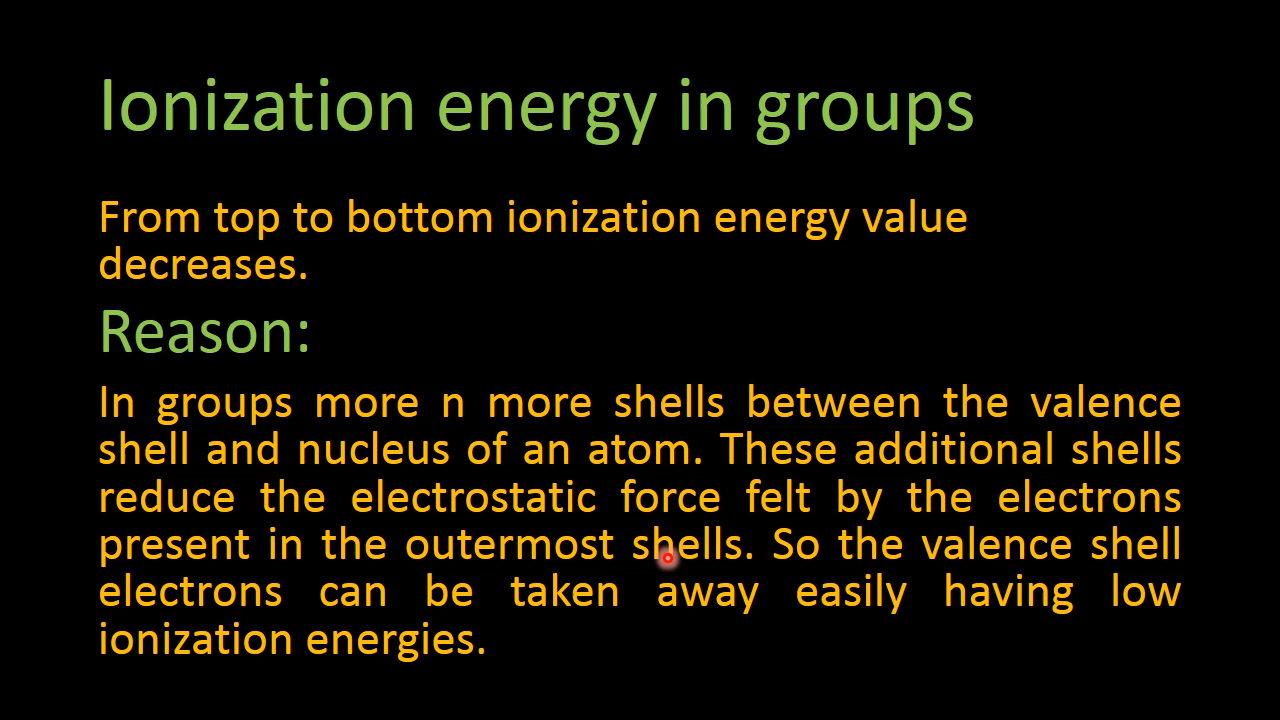 Ionization energy in groups
From top to bottom ionization energy value
decreases.
Reason:
In groups more n more shells between the valence
shell and nucleus of an atom. These additional shells
reduce the electrostatic force felt by the electrons
present in the outermost shells. So the valence shell
electrons can be taken away easily having low
ionization energies.